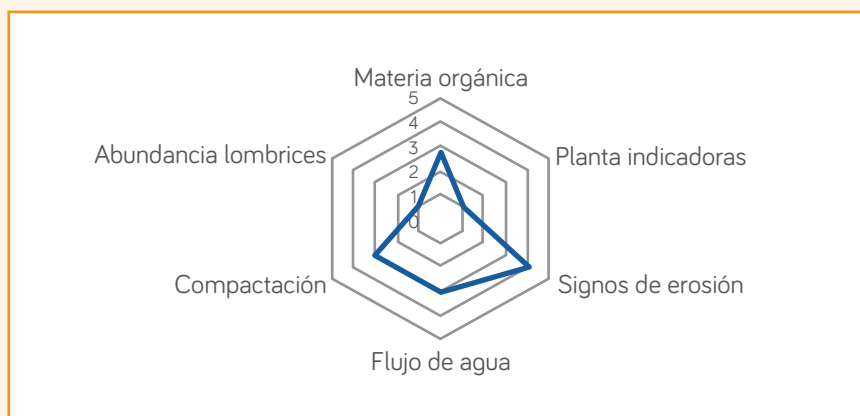 Materia orgánica
5
4
3
2
1
0
Abundancia lombrices
Planta indicadoras
Compactación
Signos de erosión
Flujo de agua